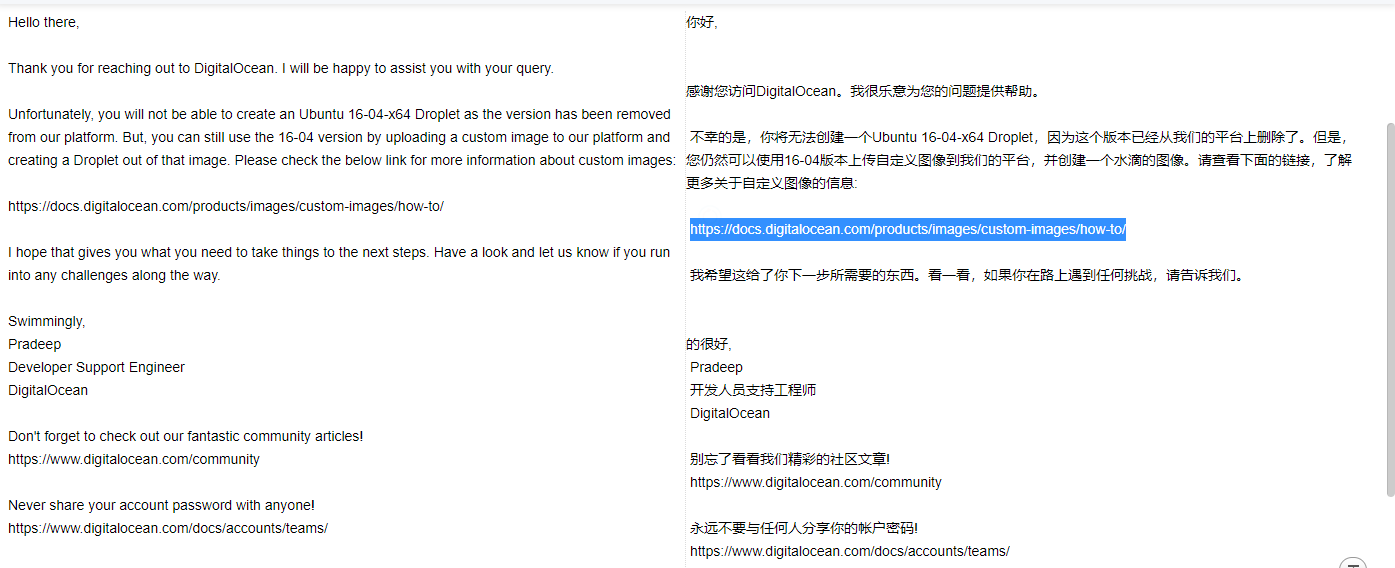 Hello there,
Thank you for reaching out to DigitalOcean. I will be happy to assist you with your query.
Unfortunately, you will not be able to create an Ubuntu 16-04-x64 Droplet as the version has been removed
from our platform. But, you can still use the 16-04 version by uploading a custom image to our platform and
creating a Droplet out of that image. Please check the below link for more information about custom images:
https://docs.digitalocean.com/products/images/custom-images/how-to/
I hope that gives you what you need to take things to the next steps. Have a look and let us know if you run
into any challenges along the way.
Swimmingly,
Pradeep
Developer Support Engineer
DigitalOcean
Don't forget to check out our fantastic community articles!
https://www.digitalocean.com/community
Never share your account password with anyone!
https://www.digitalocean.com/docs/accounts/teams/
你好,
感谢您访问DigitalOcean。我很乐意为您的问题提供帮助。
不幸的是，你将无法创建一个Ubuntu 16-04-x64 Droplet，因为这个版本已经从我们的平台上删除了。但是，
您仍然可以使用16-04版本上传自定义图像到我们的平台，并创建一个水滴的图像。请查看下面的链接，了解
更多关于自定义图像的信息:
https://docs.digitalocean.com/products/images/custom-images/how-to/
我希望这给了你下一步所需要的东西。看一看，如果你在路上遇到任何挑战，请告诉我们。
的很好,
Pradeep
开发人员支持工程师
DigitalOcean
别忘了看看我们精彩的社区文章!
https://www.digitalocean.com/community
永远不要与任何人分享你的帐户密码!
https://www.digitalocean.com/docs/accounts/teams/